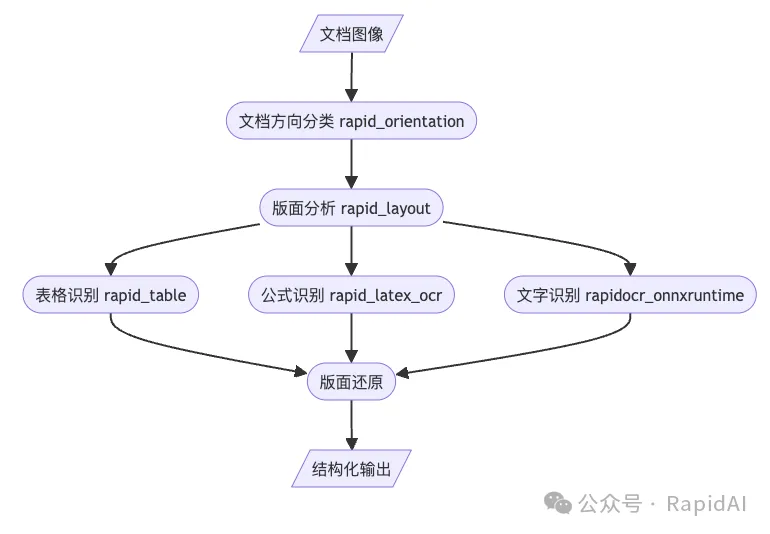 文档图像
文档方向分类 rapid_orientation
版面分析 rapid_layout
表格识别 rapid_table
公式识别 rapid_latex_ocr
文字识别 rapidocr_onnxruntime
版面还原
结构化输出
公众号 · RapidAI